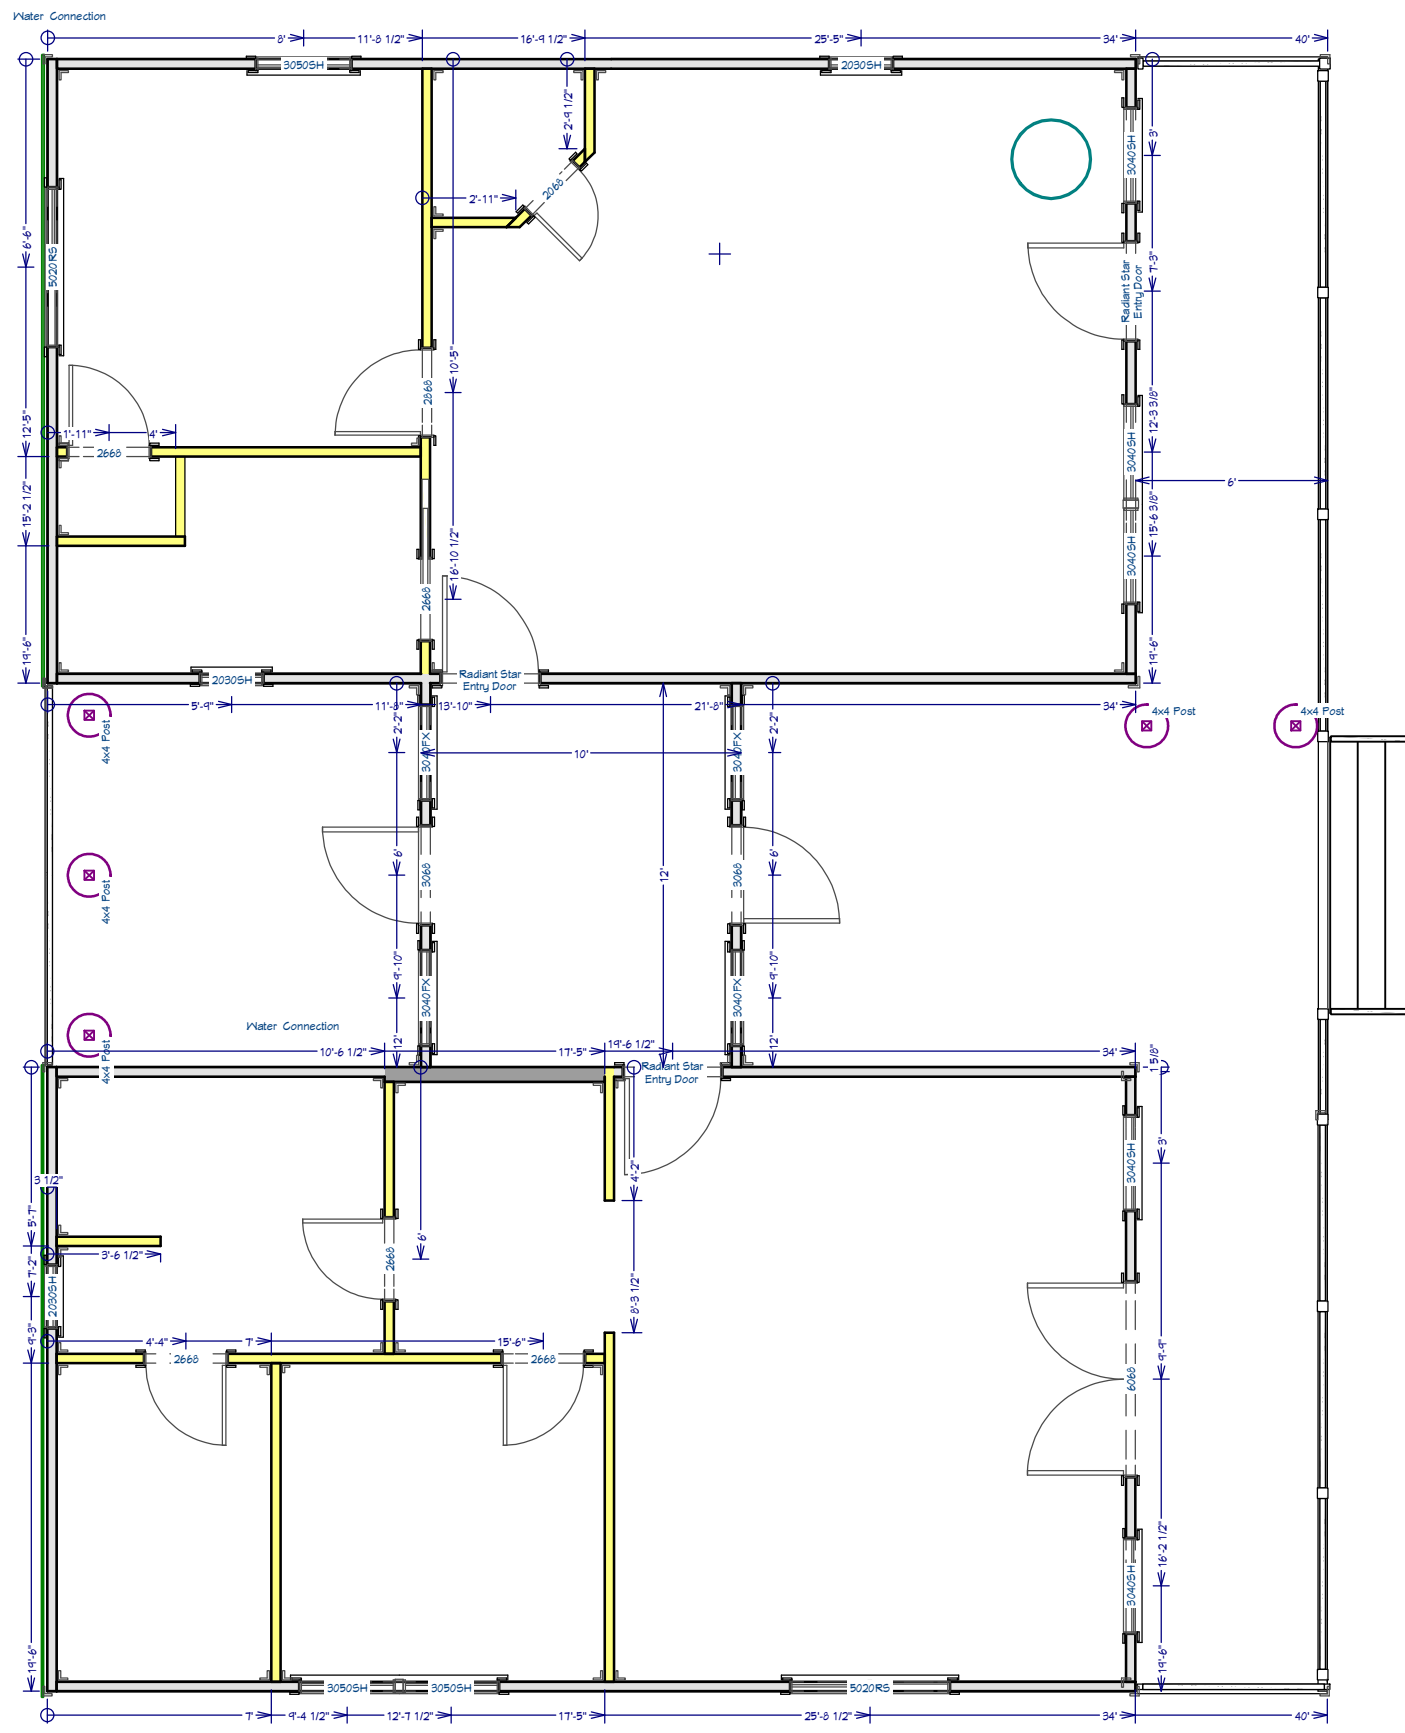 Water Connection
8'
11'-8 1/2"
16'-9 1/2"
25'-5"
34'
40'
3050SH
2030SH
2'-9 1/2"
3'
3040SH
2068
2'-11"
6'-6"
5020RS
7'-3"
Radiant Star
Entry Door
10'-5"
2868
12'-5"
1'-11"
4'
2668
12'-3 3/8"
3040SH
6'
15'-2 1/2"
16'-10 1/2"
15'-6 3/8"
3040SH
2668
19'-6"
19'-6"
2030SH
Radiant Star
Entry Door
5'-9"
11'-8"
13'-10"
21'-8"
34'
4x4 Post
4x4 Post
4x4 Post
2'-2"
2'-2"
3040FX
10'
3040FX
6'
3068
12'
3068
6'
4x4 Post
9'-10"
3040FX
3040FX
9'-10"
Water Connection
4x4 Post
10'-6 1/2"
12'
17'-5"
19'-6 1/2"
12'
34'
1 5/8"
Radiant Star
Entry Door
3'
3040SH
4'-2"
3 1/2"
5'-7"
3'-6 1/2"
6'
2668
7'-2"
2030SH
8'-3 1/2"
9'-3"
4'-4"
7'
15'-6"
2668
2668
9'-9"
6068
16'-2 1/2"
3040SH
19'-6"
19'-6"
3050SH
3050SH
5020RS
7'
9'-4 1/2"
12'-7 1/2"
17'-5"
25'-8 1/2"
34'
40'